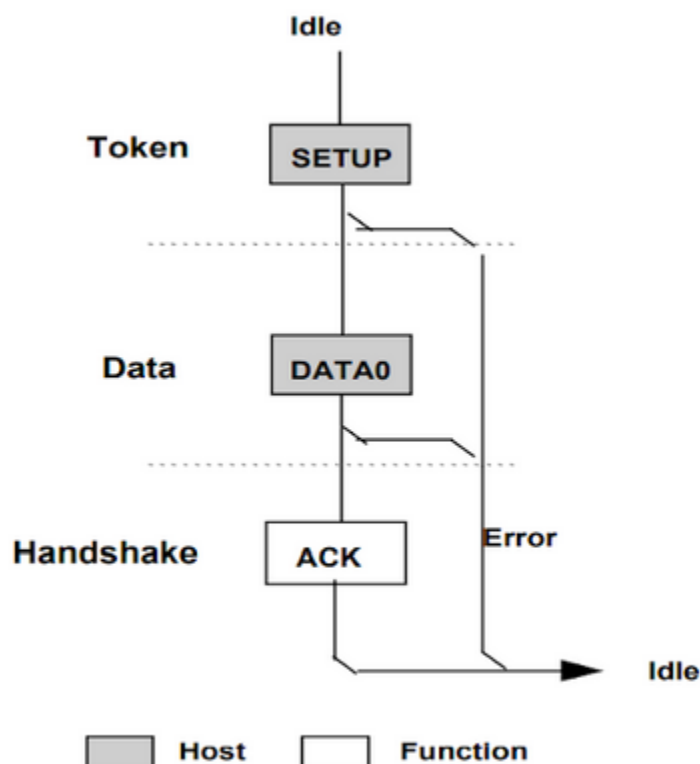 Idle
Token
SETUP
Data
DATA0
Handshake
ACK
Error
Idle
Host
Function